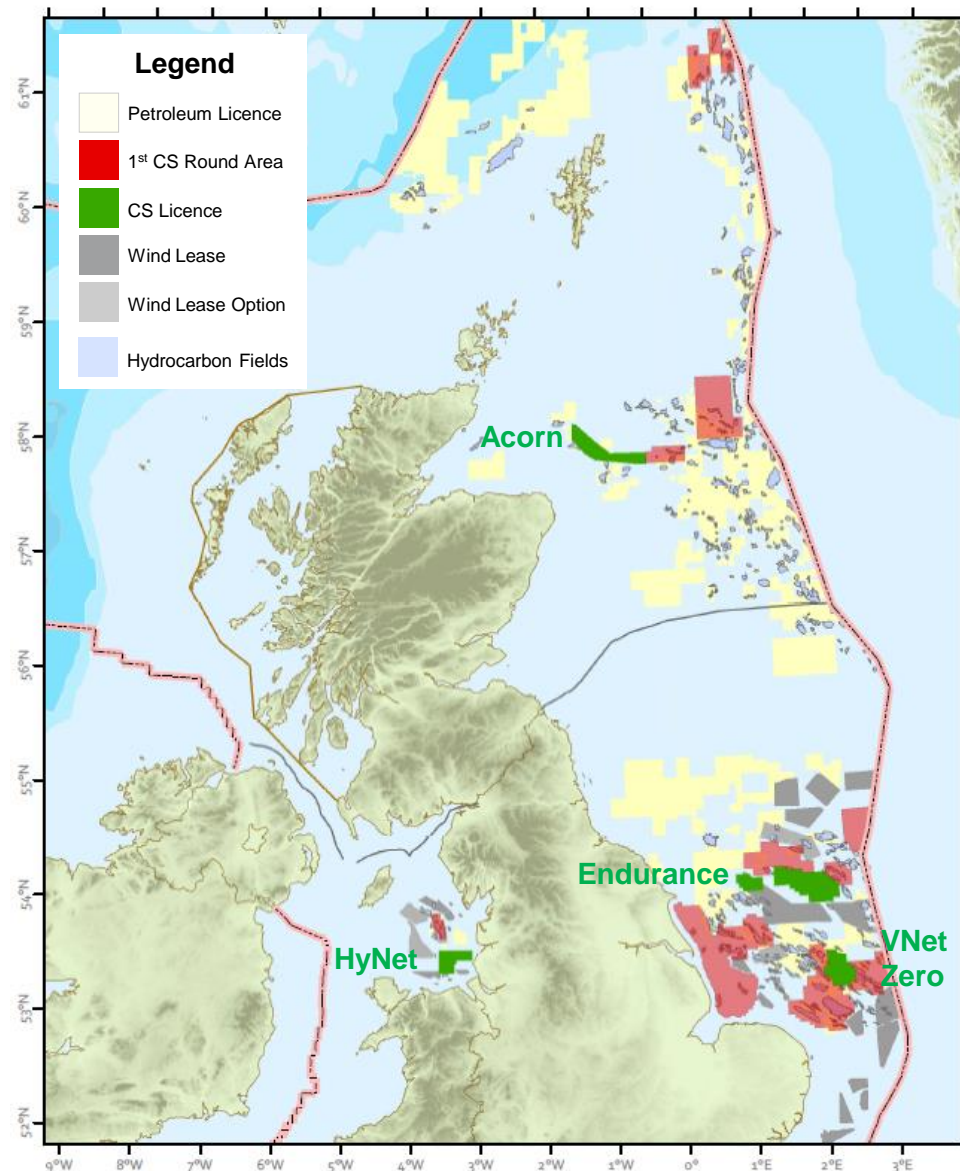 Legend
Petroleum Licence
1st CS Round Area
CS Licence
Wind Lease
Wind Lease Option
Hydrocarbon Fields
61°N
60°N
59°N
58°N
57°N
56°N
55°N
54°N
53°N
52°N
Acorn
Endurance
HyNet
VNet
Zero
9°W 8°W 7°W 6°W 5°W 4°W 3°W 2°W 1°W 0° 1°E 2°E 3°E